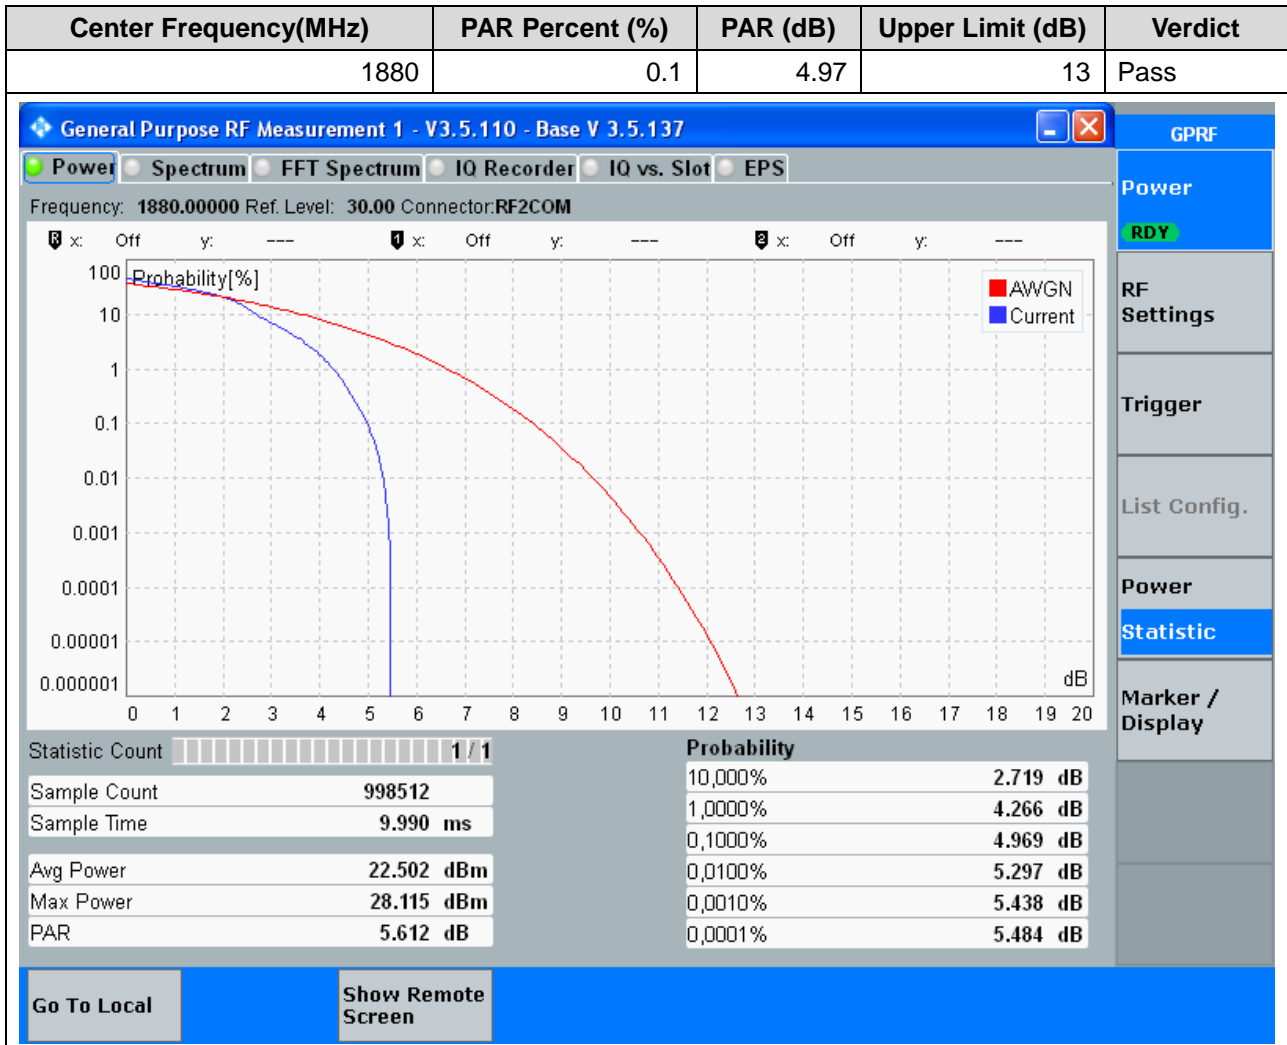 Center Frequency(MHz) PAR Percent (%) PAR (dB) Upper Limit (dB) Verdict
1880 0.1 4.97 13 Pass
General Purpose RF Measurement 1 - V3.5.110 - Base V 3.5.137
GPRF
Power Spectrum FFT Spectrum IQ Recorder IQ vs. Slot EPS
Power
RDY
Frequency: 1880.00000 Ref. Level: 30.00 Connector:RF2COM
R x: Off y: --- 1 x: Off y: --- 2 x: Off y: ---
100 Probability[%]
AWGN
Current
10
1
0.1
0.01
0.001
0.0001
0.00001
0.000001
dB
0 1 2 3 4 5 6 7 8 9 10 11 12 13 14 15 16 17 18 19 20
RF
Settings
Trigger
List Config.
Power
Statistic
Marker /
Display
Statistic Count 1 / 1
Sample Count 998512
Sample Time 9.990 ms
Avg Power 22.502 dBm
Max Power 28.115 dBm
PAR 5.612 dB
Probability
10,000% 2.719 dB
1,0000% 4.266 dB
0,1000% 4.969 dB
0,0100% 5.297 dB
0,0010% 5.438 dB
0,0001% 5.484 dB
Go To Local
Show Remote
Screen